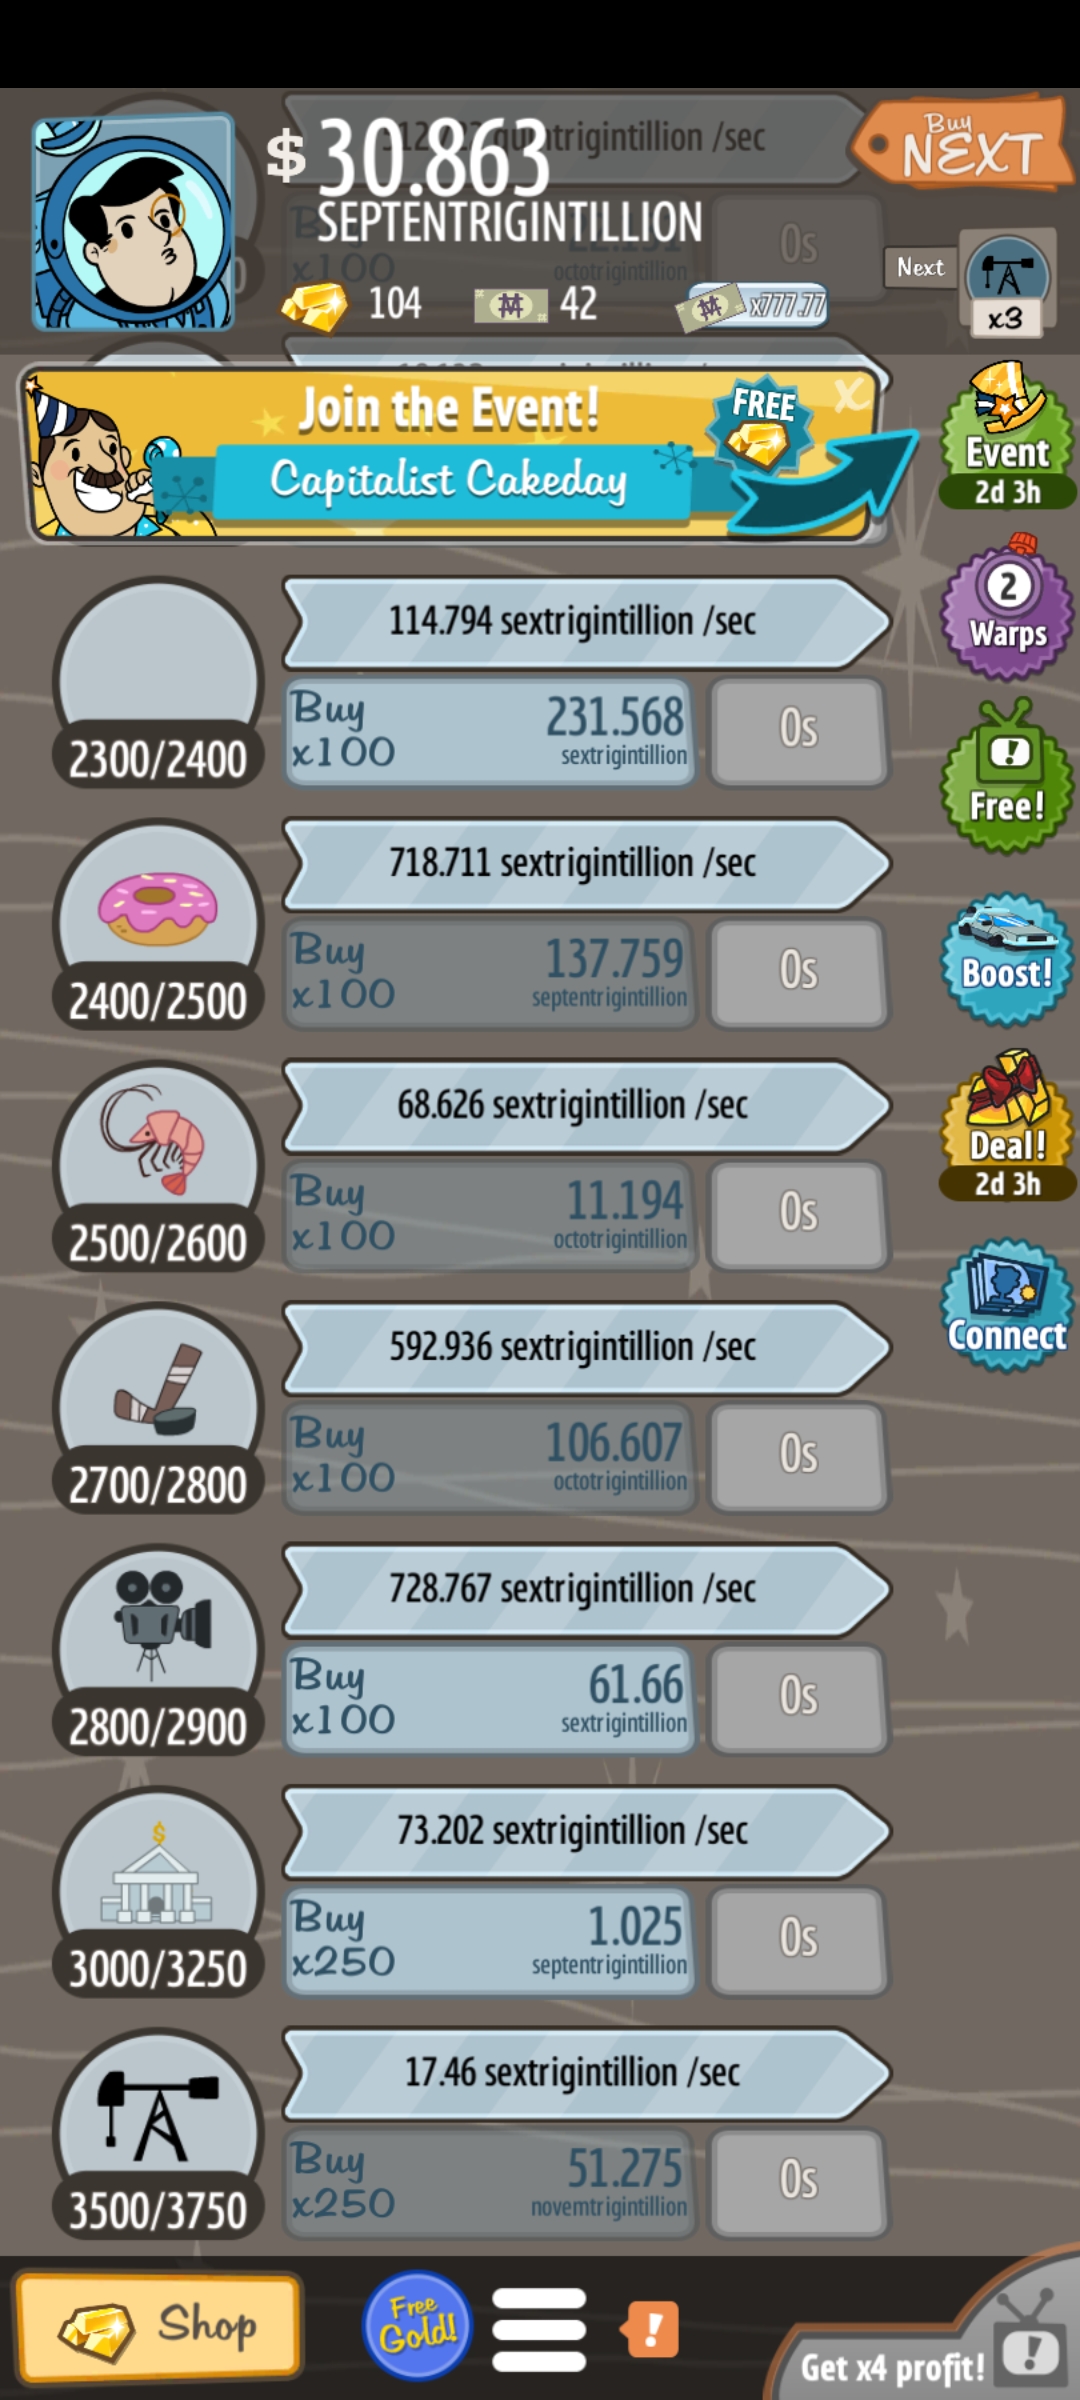 $ 30.863
SEPTENTRIGINTILLION
Buy
NEXT
104
42
x777.77
Next
x3
/sec
Buy
x100
octotrigintillion
0s
Join the Event!
FREE
X
Capitalist Cakeday
Event
2d 3h
114.794 sextrigintillion /sec
Buy
x100
231.568
sextrigintillion
0s
2300/2400
2
Warps
718.711 sextrigintillion /sec
Buy
x100
137.759
septentrigintillion
0s
2400/2500
!
Free!
Boost!
68.626 sextrigintillion /sec
Buy
x100
11.194
octotrigintillion
0s
2500/2600
Deal!
2d 3h
592.936 sextrigintillion /sec
Buy
x100
106.607
octotrigintillion
0s
2700/2800
Connect
728.767 sextrigintillion /sec
Buy
x100
61.66
sextrigintillion
0s
2800/2900
73.202 sextrigintillion /sec
$
Buy
x250
1.025
septentrigintillion
0s
3000/3250
17.46 sextrigintillion /sec
Buy
x250
51.275
novemtrigintillion
0s
3500/3750
Shop
Free
Gold!
!
Get x4 profit!
!